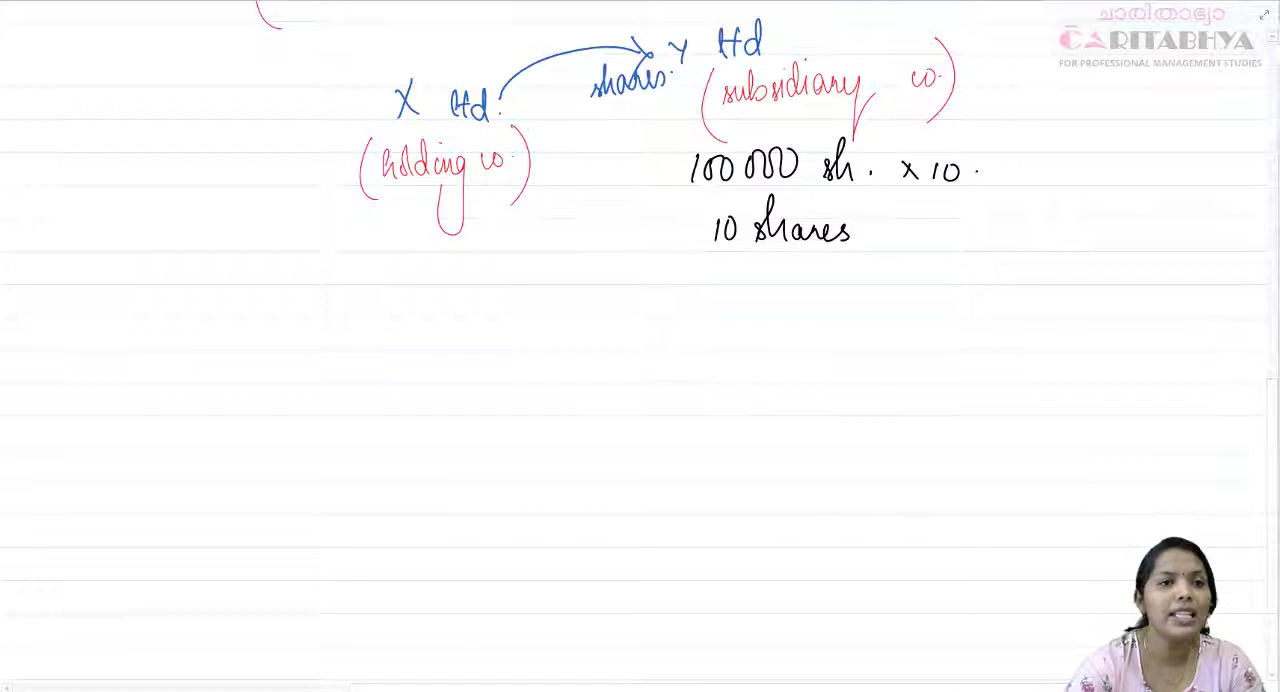 ചാരിതാഭ്യാ
CARITABHYA
FOR PROFESSIONAL MANAGEMENT STUDIES
Y ltd
shares.
(subsidiary co.)
X ltd.
(holding co.)
100000 sh. x 10.
10 shares